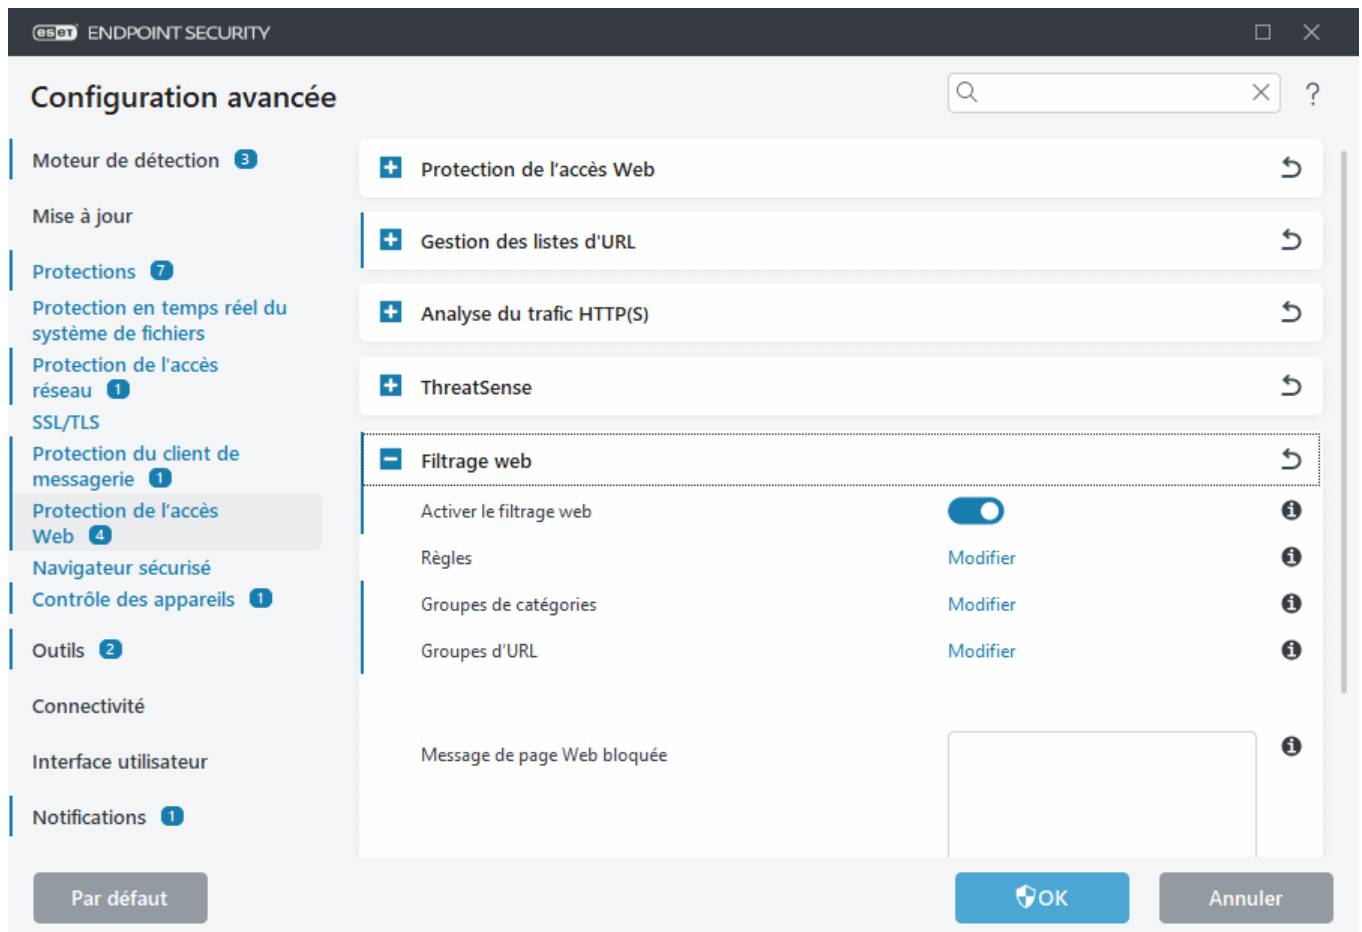 eset ENDPOINT SECURITY
Configuration avancée
?
Moteur de détection 3
Mise à jour
Protections 7
Protection en temps réel du
système de fichiers
Protection de l'accès
réseau 1
SSL/TLS
Protection du client de
messagerie 1
Protection de l'accès
Web 4
Navigateur sécurisé
Contrôle des appareils 1
Outils 2
Connectivité
Interface utilisateur
Notifications 1
Protection de l'accès Web
Gestion des listes d'URL
Analyse du trafic HTTP(S)
ThreatSense
Filtrage web
Activer le filtrage web
Règles Modifier
Groupes de catégories Modifier
Groupes d'URL Modifier
Message de page Web bloquée
Par défaut
OK
Annuler